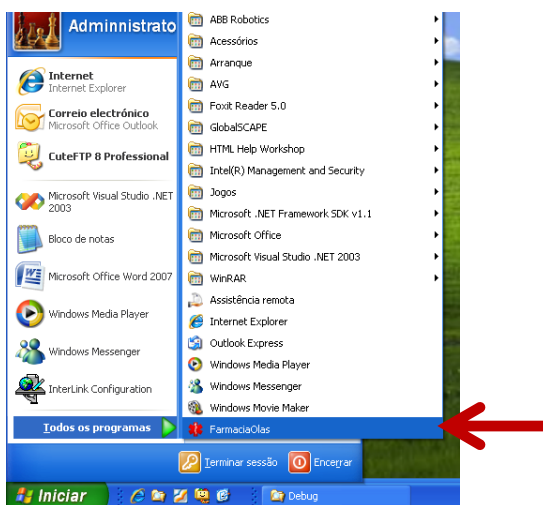 Adminnistrato
Internet
Internet Explorer
Correio electrónico
Microsoft Office Outlook
CuteFTP 8 Professional
Microsoft Visual Studio .NET
2003
Bloco de notas
Microsoft Office Word 2007
Windows Media Player
Windows Messenger
InterLink Configuration
Todos os programas
ABB Robotics
Acessórios
Arranque
AVG
Foxit Reader 5.0
GlobalSCAPE
HTML Help Workshop
Intel(R) Management and Security
Jogos
Microsoft .NET Framework SDK v1.1
Microsoft Office
Microsoft Visual Studio .NET 2003
WinRAR
Assistência remota
Internet Explorer
Outlook Express
Windows Media Player
Windows Messenger
Windows Movie Maker
FarmaciaOlas
Terminar sessão
Encerrar
Iniciar
Debug